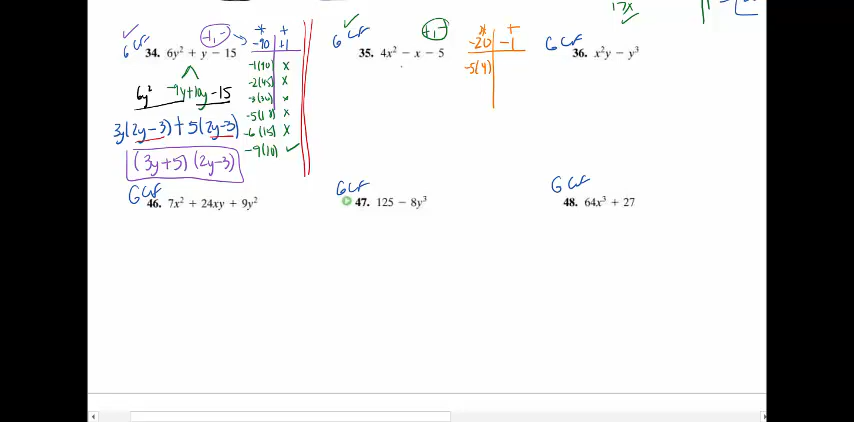 17x
GCF
34. 6y² + y − 15
+, −
* +
−90 +1
−1(90) x
−2(45) x
−3(30) x
−5(18) x
−6(15) x
−9(10) ✓
6y² −9y+10y −15
3y(2y−3) + 5(2y−3)
(3y+5)(2y−3)
GCF
35. 4x² − x − 5
+, −
* +
−20 −1
−5(4)
GCF
36. x²y − y³
GCF
46. 7x² + 24xy + 9y²
GCF
47. 125 − 8y³
GCF
48. 64x³ + 27